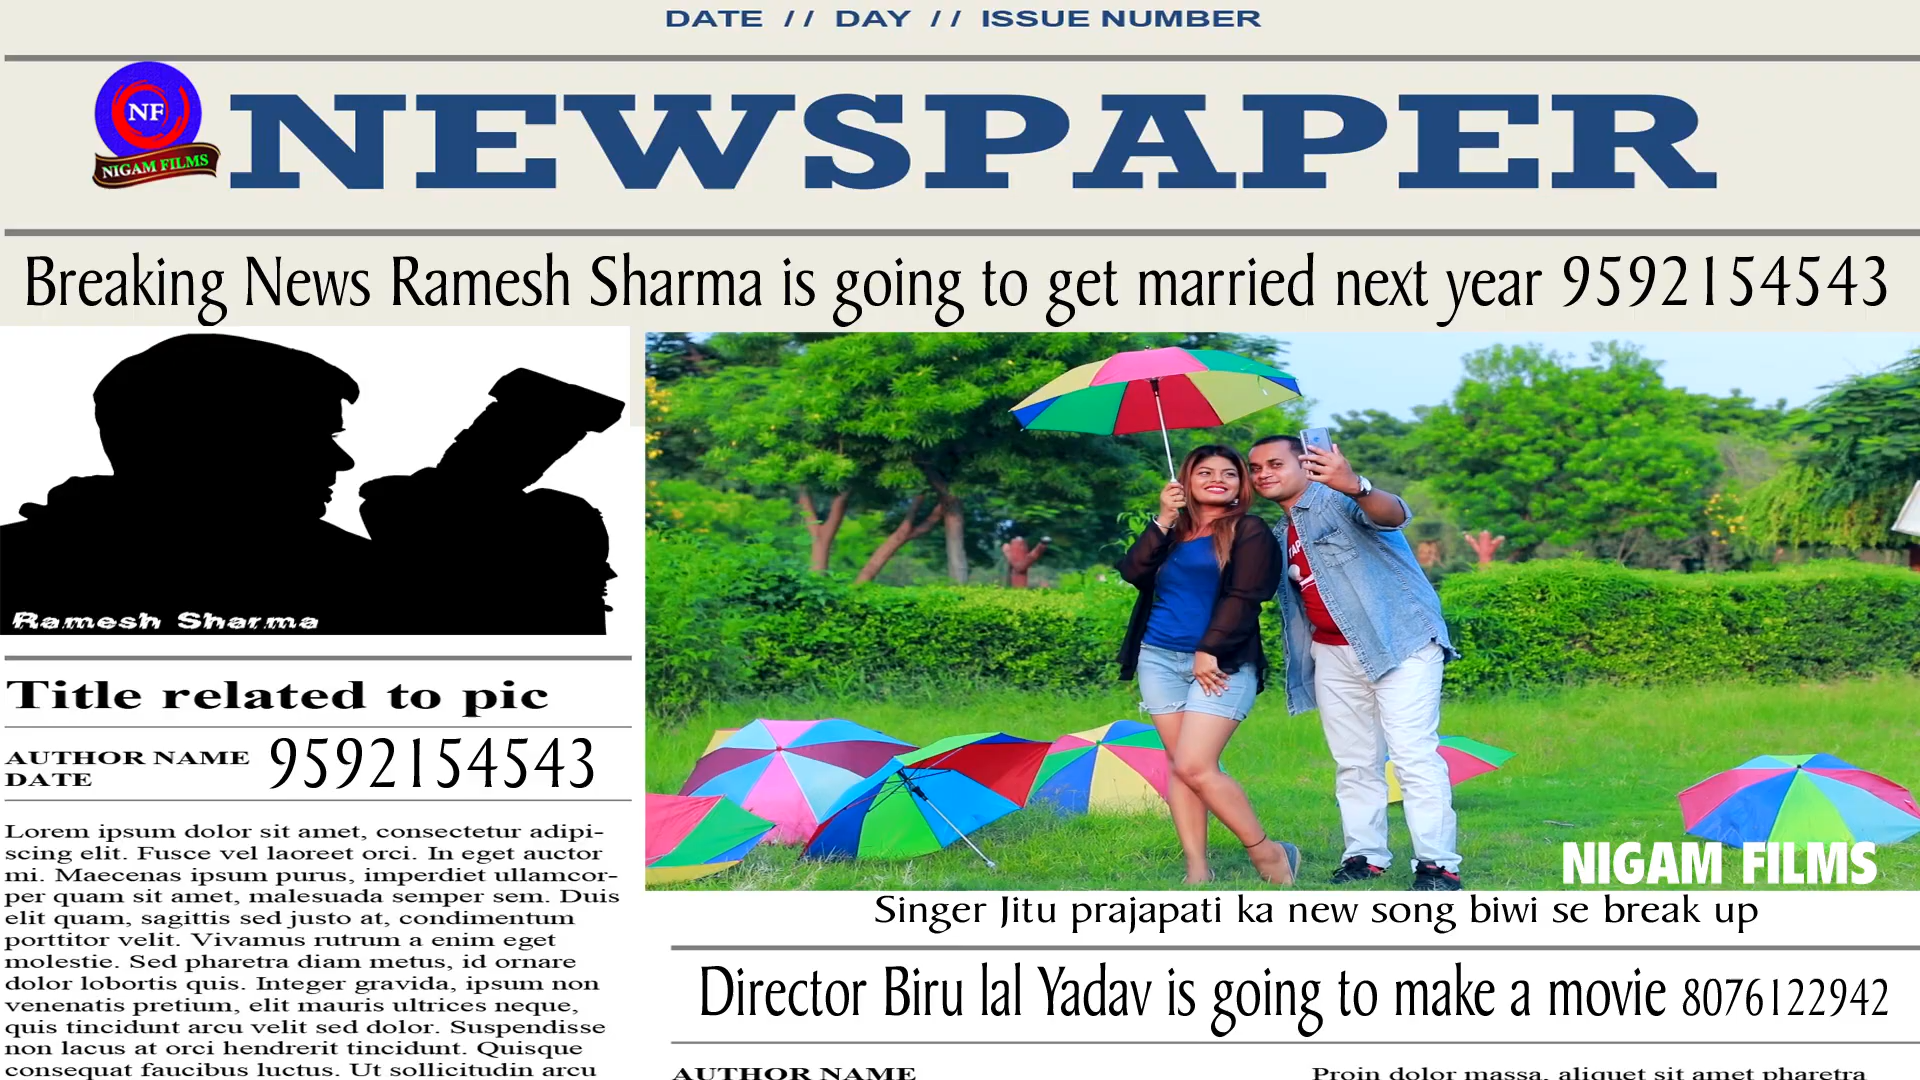 DATE // DAY // ISSUE NUMBER
NF
NIGAM FILMS
NEWSPAPER
Breaking News Ramesh Sharma is going to get married next year 9592154543
Ramesh Sharma
Title related to pic
AUTHOR NAME
DATE
9592154543
Lorem ipsum dolor sit amet, consectetur adipi-
scing elit. Fusce vel laoreet orci. In eget auctor
mi. Maecenas ipsum purus, imperdiet ullamcor-
per quam sit amet, malesuada semper sem. Duis
elit quam, sagittis sed justo at, condimentum
porttitor velit. Vivamus rutrum a enim eget
molestie. Sed pharetra diam metus, id ornare
dolor lobortis quis. Integer gravida, ipsum non
venenatis pretium, elit mauris ultrices neque,
quis tincidunt arcu velit sed dolor. Suspendisse
non lacus at orci hendrerit tincidunt. Quisque
consequat faucibus luctus. Ut sollicitudin arcu
NIGAM FILMS
Singer Jitu prajapati ka new song biwi se break up
Director Biru lal Yadav is going to make a movie 8076122942
AUTHOR NAME
Proin dolor massa, aliquet sit amet pharetra